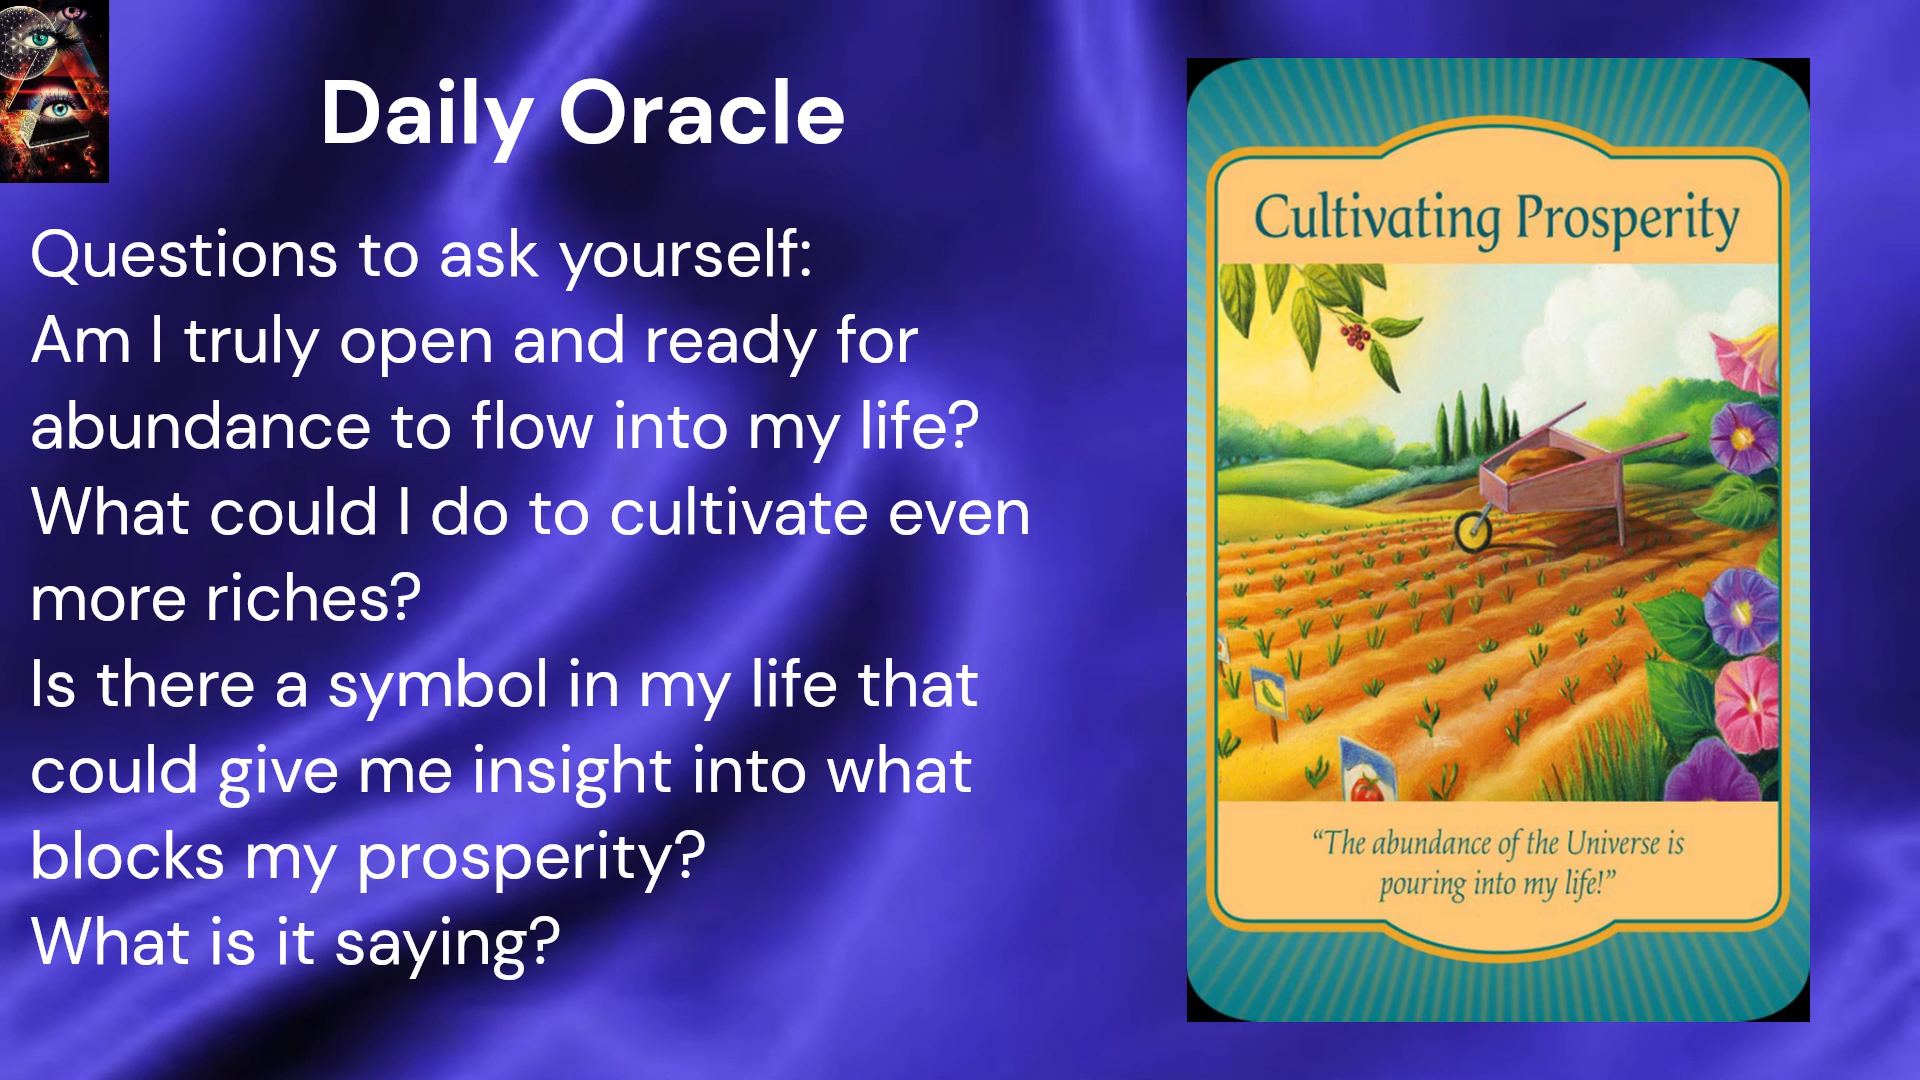 Daily Oracle
Questions to ask yourself:
Am I truly open and ready for
abundance to flow into my life?
What could I do to cultivate even
more riches?
Is there a symbol in my life that
could give me insight into what
blocks my prosperity?
What is it saying?
Cultivating Prosperity
“The abundance of the Universe is
pouring into my life!”